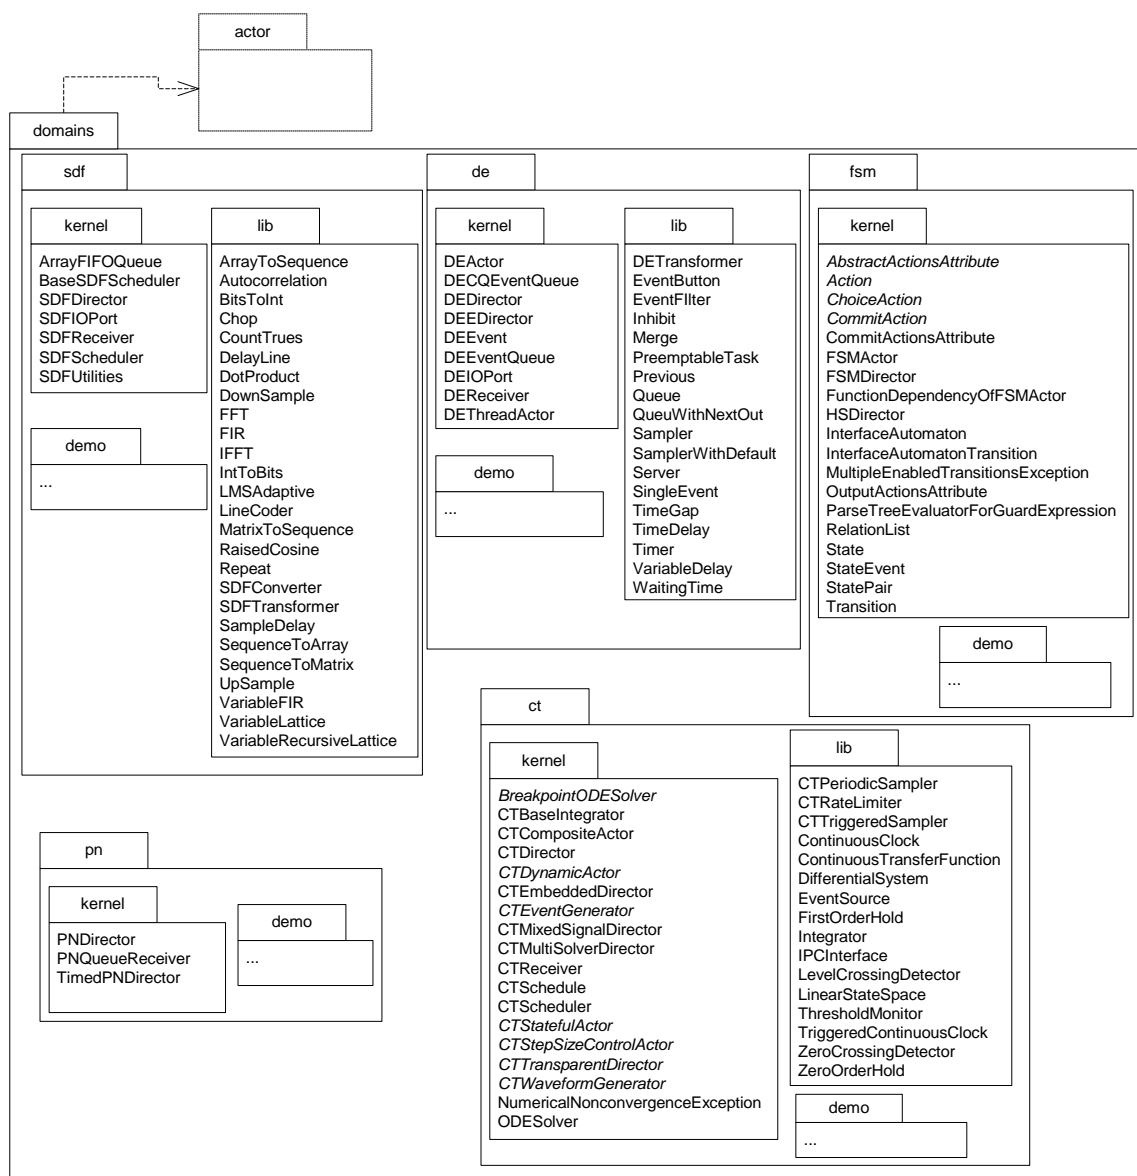 actor
domains
sdf
kernel
ArrayFIFOQueue
BaseSDFScheduler
SDFDirector
SDFIOPort
SDFReceiver
SDFScheduler
SDFUtilities
demo
...
lib
ArrayToSequence
Autocorrelation
BitsToInt
Chop
CountTrues
DelayLine
DotProduct
DownSample
FFT
FIR
IFFT
IntToBits
LMSAdaptive
LineCoder
MatrixToSequence
RaisedCosine
Repeat
SDFConverter
SDFTransformer
SampleDelay
SequenceToArray
SequenceToMatrix
UpSample
VariableFIR
VariableLattice
VariableRecursiveLattice
de
kernel
DEActor
DECQEventQueue
DEDirector
DEEDirector
DEEvent
DEEventQueue
DEIOPort
DEReceiver
DEThreadActor
demo
...
lib
DETransformer
EventButton
EventFIlter
Inhibit
Merge
PreemptableTask
Previous
Queue
QueuWithNextOut
Sampler
SamplerWithDefault
Server
SingleEvent
TimeGap
TimeDelay
Timer
VariableDelay
WaitingTime
fsm
kernel
AbstractActionsAttribute
Action
ChoiceAction
CommitAction
CommitActionsAttribute
FSMActor
FSMDirector
FunctionDependencyOfFSMActor
HSDirector
InterfaceAutomaton
InterfaceAutomatonTransition
MultipleEnabledTransitionsException
OutputActionsAttribute
ParseTreeEvaluatorForGuardExpression
RelationList
State
StateEvent
StatePair
Transition
demo
...
pn
kernel
PNDirector
PNQueueReceiver
TimedPNDirector
demo
...
ct
kernel
BreakpointODESolver
CTBaseIntegrator
CTCompositeActor
CTDirector
CTDynamicActor
CTEmbeddedDirector
CTEventGenerator
CTMixedSignalDirector
CTMultiSolverDirector
CTReceiver
CTSchedule
CTScheduler
CTStatefulActor
CTStepSizeControlActor
CTTransparentDirector
CTWaveformGenerator
NumericalNonconvergenceException
ODESolver
lib
CTPeriodicSampler
CTRateLimiter
CTTriggeredSampler
ContinuousClock
ContinuousTransferFunction
DifferentialSystem
EventSource
FirstOrderHold
Integrator
IPCInterface
LevelCrossingDetector
LinearStateSpace
ThresholdMonitor
TriggeredContinuousClock
ZeroCrossingDetector
ZeroOrderHold
demo
...